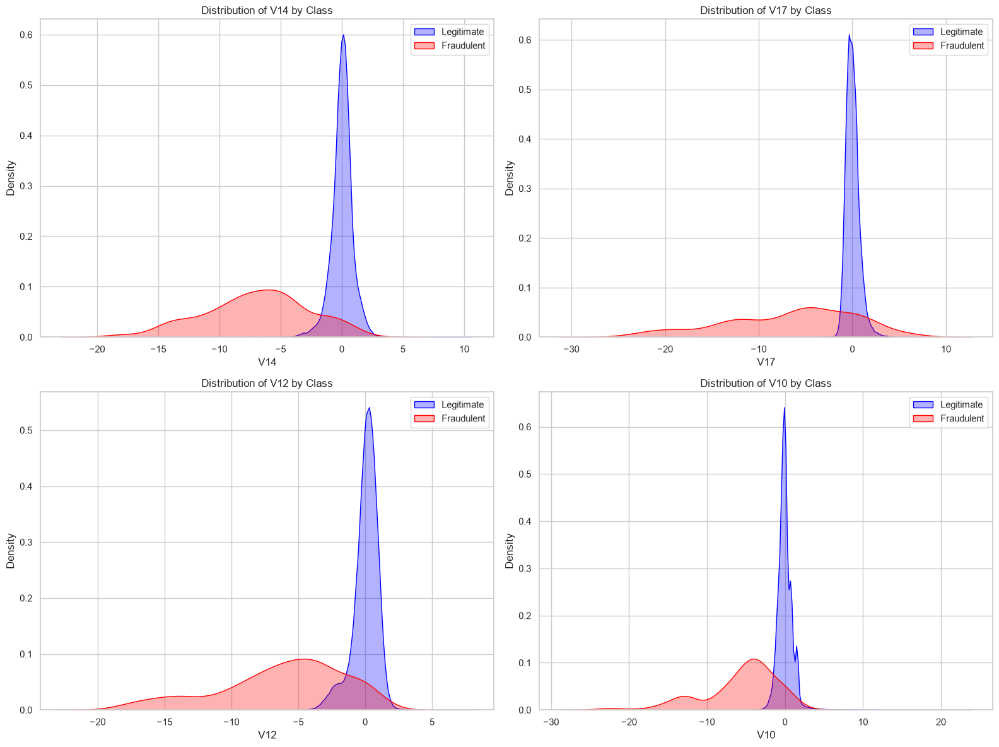 Distribution of V14 by Class
Legitimate
Fraudulent
0.6
0.5
0.4
0.3
0.2
0.1
0.0
Density
−20
−15
−10
−5
0
5
10
V14
Distribution of V17 by Class
Legitimate
Fraudulent
0.6
0.5
0.4
0.3
0.2
0.1
0.0
Density
−30
−20
−10
0
10
V17
Distribution of V12 by Class
Legitimate
Fraudulent
0.5
0.4
0.3
0.2
0.1
0.0
Density
−20
−15
−10
−5
0
5
V12
Distribution of V10 by Class
Legitimate
Fraudulent
0.6
0.5
0.4
0.3
0.2
0.1
0.0
Density
−30
−20
−10
0
10
20
V10